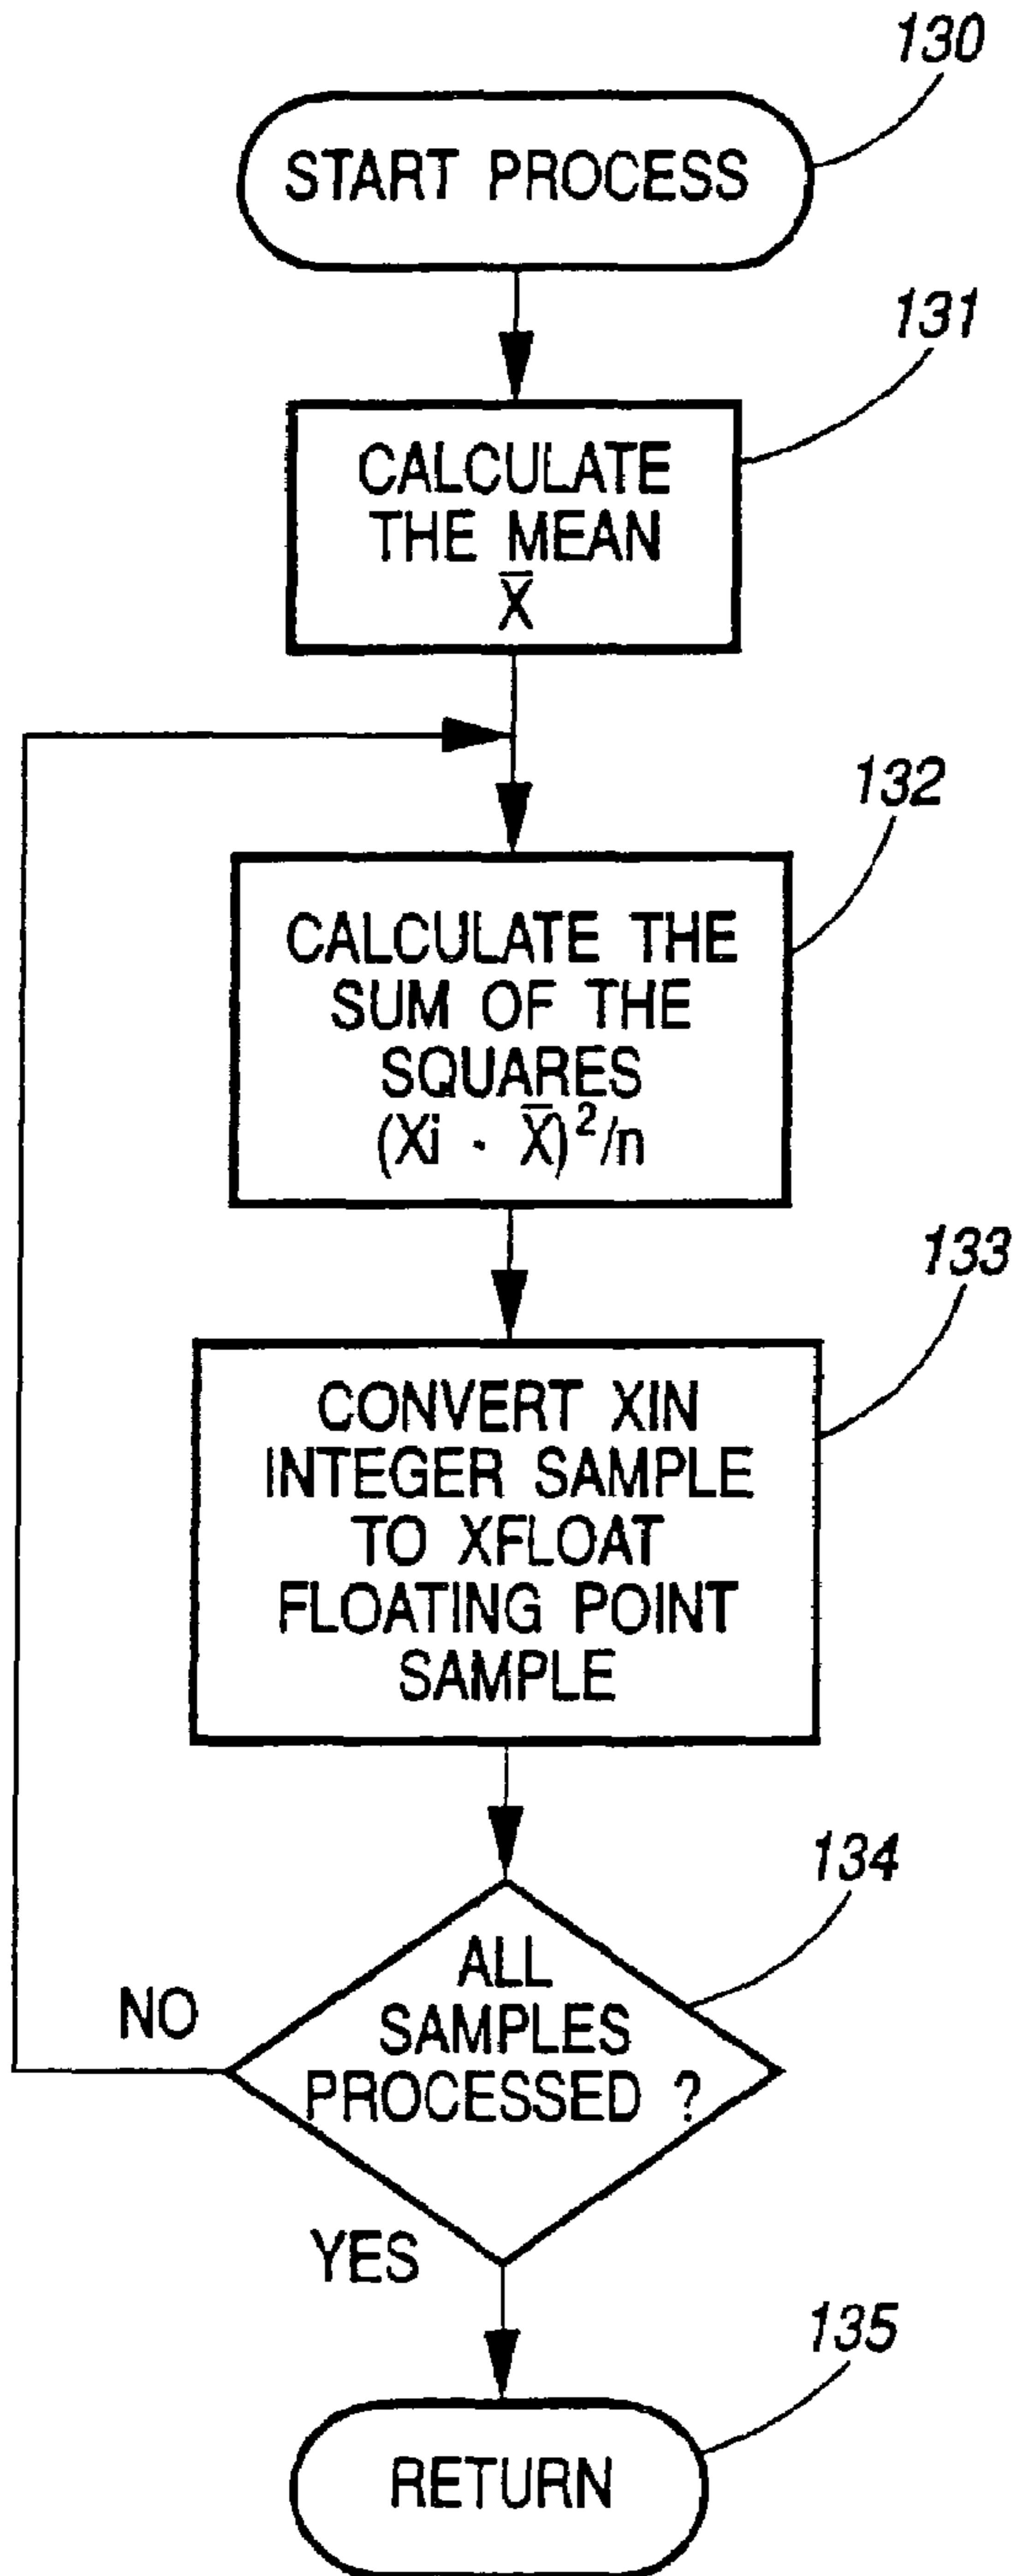 130
START PROCESS
131
CALCULATE
THE MEAN
X̄
132
CALCULATE THE
SUM OF THE
SQUARES
(Xi - X̄)²/n
133
CONVERT XIN
INTEGER SAMPLE
TO XFLOAT
FLOATING POINT
SAMPLE
134
ALL
SAMPLES
PROCESSED ?
NO
YES
135
RETURN